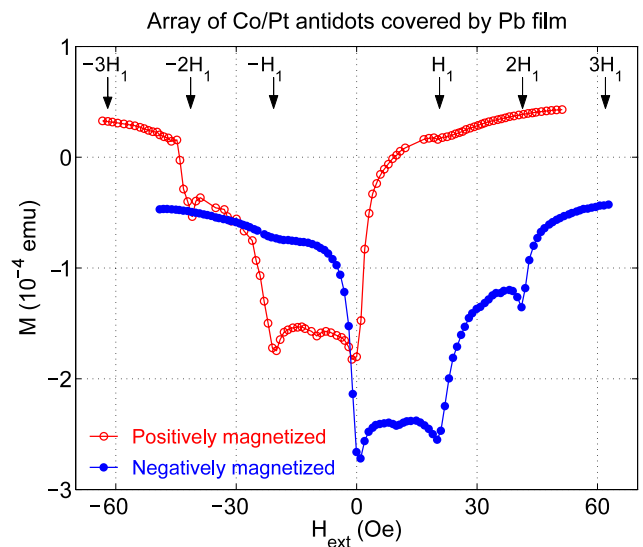 Array of Co/Pt antidots covered by Pb film
−3H₁ −2H₁ −H₁ H₁ 2H₁ 3H₁
1
0
−1
−2
−3
M (10⁻⁴ emu)
Positively magnetized
Negatively magnetized
−60 −30 0 30 60
H_ext (Oe)